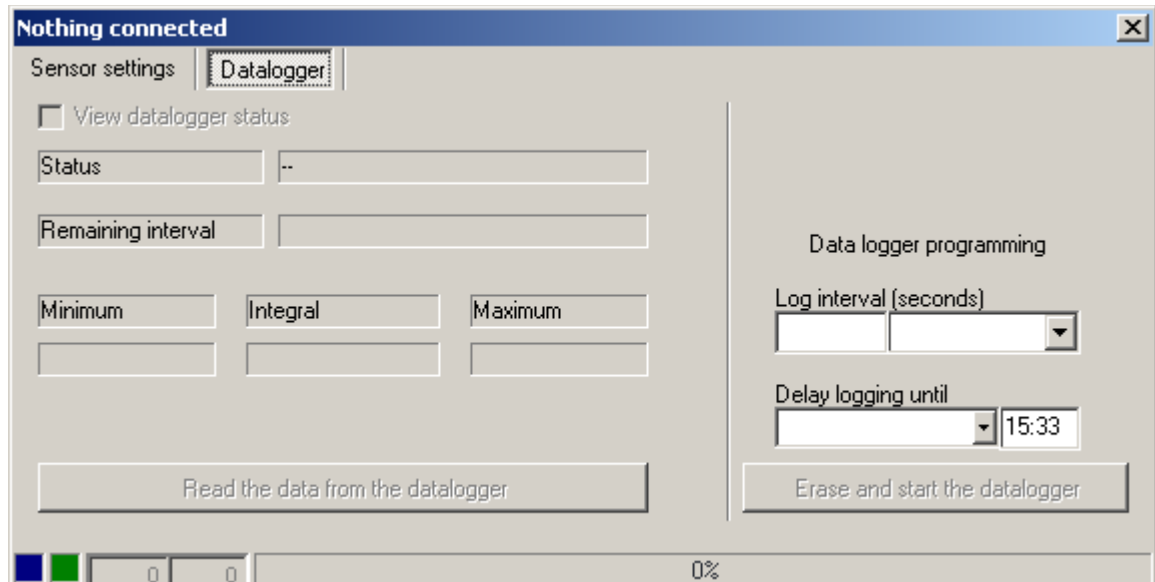 Nothing connected
Sensor settings Datalogger
View datalogger status
Status --
Remaining interval
Minimum Integral Maximum
Read the data from the datalogger
Data logger programming
Log interval (seconds)
Delay logging until
15:33
Erase and start the datalogger
0 0 0%